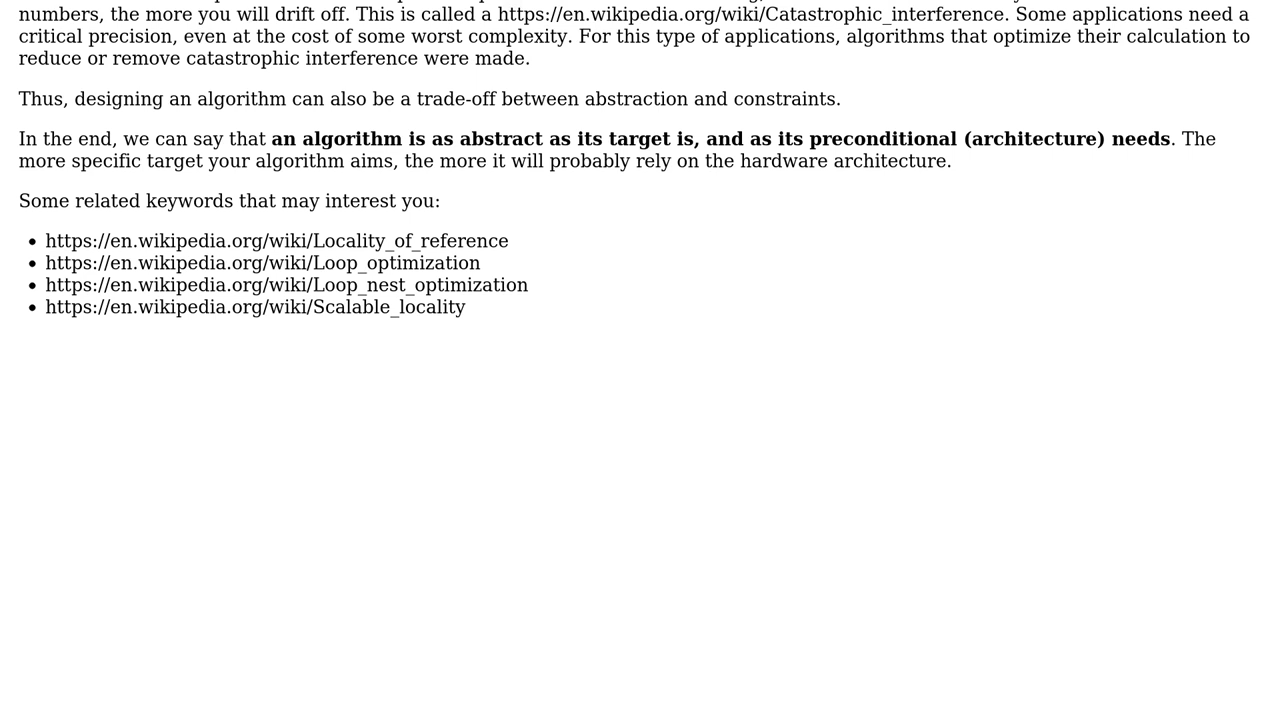 numbers, the more you will drift off. This is called a https://en.wikipedia.org/wiki/Catastrophic_interference. Some applications need a
critical precision, even at the cost of some worst complexity. For this type of applications, algorithms that optimize their calculation to
reduce or remove catastrophic interference were made.
Thus, designing an algorithm can also be a trade-off between abstraction and constraints.
In the end, we can say that an algorithm is as abstract as its target is, and as its preconditional (architecture) needs. The
more specific target your algorithm aims, the more it will probably rely on the hardware architecture.
Some related keywords that may interest you:
• https://en.wikipedia.org/wiki/Locality_of_reference
• https://en.wikipedia.org/wiki/Loop_optimization
• https://en.wikipedia.org/wiki/Loop_nest_optimization
• https://en.wikipedia.org/wiki/Scalable_locality